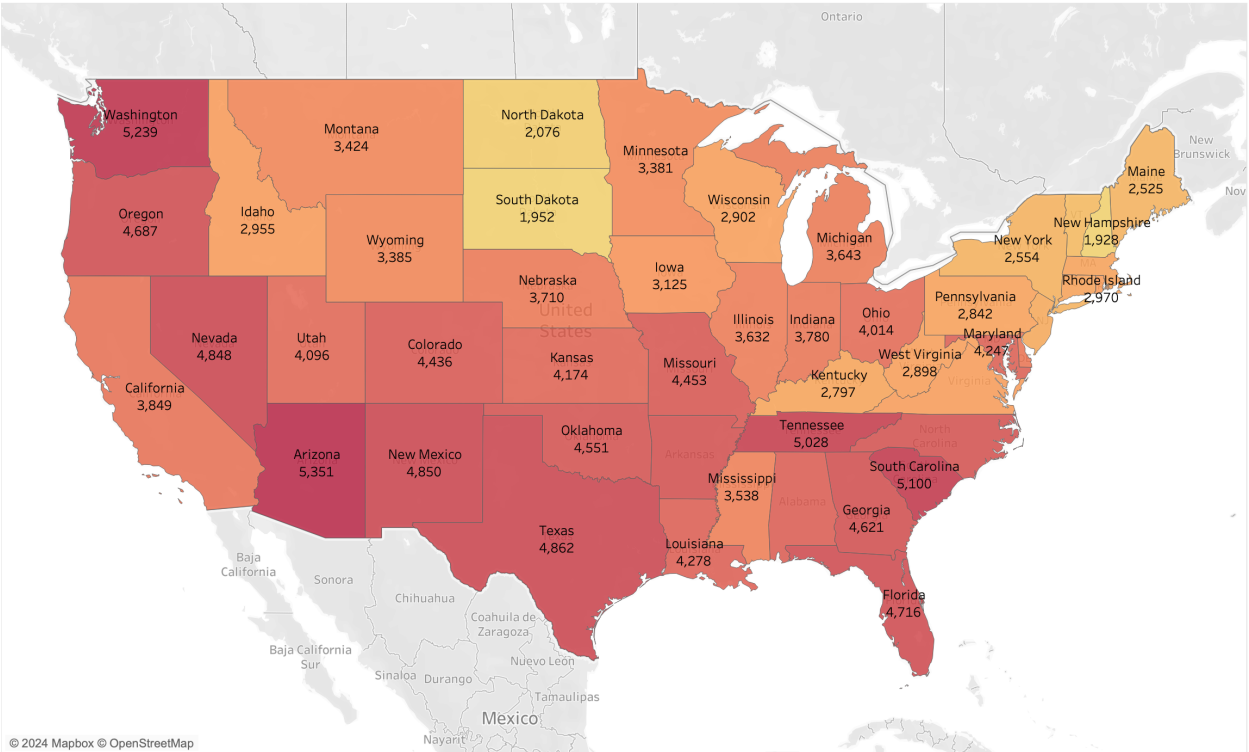 Ontario
Washington
5,239
Montana
3,424
North Dakota
2,076
Minnesota
3,381
New
Brunswick
Maine
2,525
Oregon
4,687
Idaho
2,955
South Dakota
1,952
Wisconsin
2,902
Wyoming
3,385
Michigan
3,643
New York
2,554
New Hampshire
1,928
Nov
Nebraska
3,710
Iowa
3,125
Rhode Island
2,970
United
States
Pennsylvania
2,842
Nevada
4,848
Utah
4,096
Colorado
4,436
Kansas
4,174
Missouri
4,453
Illinois
3,632
Indiana
3,780
Ohio
4,014
Maryland
4,247
West Virginia
2,898
Virginia
Kentucky
2,797
California
3,849
Arizona
5,351
New Mexico
4,850
Oklahoma
4,551
Arkansas
Tennessee
5,028
North
Carolina
South Carolina
5,100
Mississippi
3,538
Alabama
Georgia
4,621
Texas
4,862
Louisiana
4,278
Florida
4,716
Baja
California
Sonora
Chihuahua
Coahuila de
Zaragoza
Baja California
Sur
Sinaloa
Durango
Nuevo León
Tamaulipas
Mexico
Nayarit
© 2024 Mapbox © OpenStreetMap